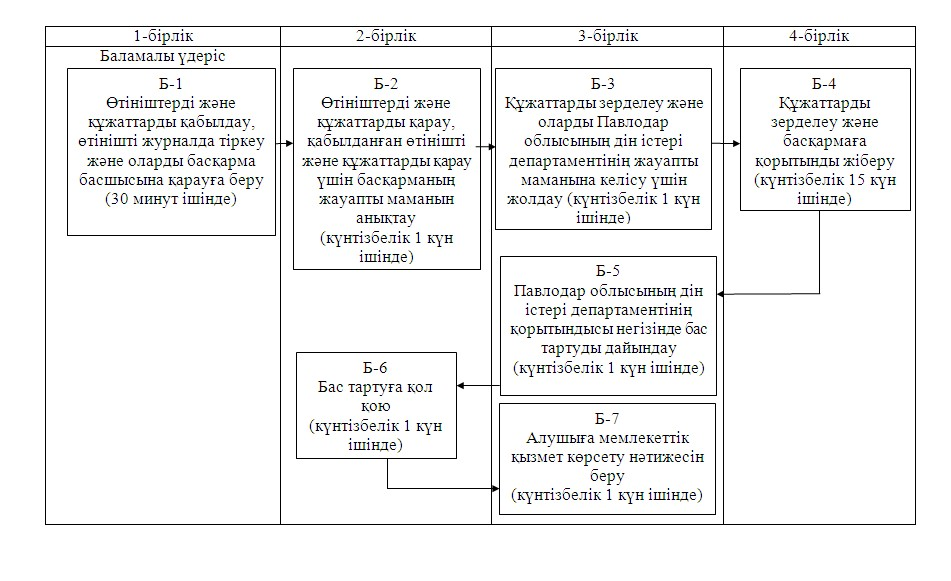 1-бірлік
2-бірлік
3-бірлік
4-бірлік
Баламалы үдеріс
Б-1
Өтініштерді және
құжаттарды қабылдау,
өтінішті журналда тіркеу
және оларды басқарма
басшысына қарауға беру
(30 минут ішінде)
Б-2
Өтініштерді және
құжаттарды қарау,
қабылданған өтінішті
және құжаттарды қарау
үшін басқарманың
жауапты маманын
анықтау
(күнтізбелік 1 күн
ішінде)
Б-3
Құжаттарды зерделеу және
оларды Павлодар
облысының дін істері
департаментінің жауапты
маманына келісу үшін
жолдау (күнтізбелік 1 күн
ішінде)
Б-4
Құжаттарды
зерделеу және
басқармаға
қорытынды жіберу
(күнтізбелік 15 күн
ішінде)
Б-5
Павлодар облысының дін
істері департаментінің
қорытындысы негізінде бас
тартуды дайындау
(күнтізбелік 1 күн ішінде)
Б-6
Бас тартуға қол
қою
(күнтізбелік 1 күн
ішінде)
Б-7
Алушыға мемлекеттік
қызмет көрсету нәтижесін
беру
(күнтізбелік 1 күн ішінде)